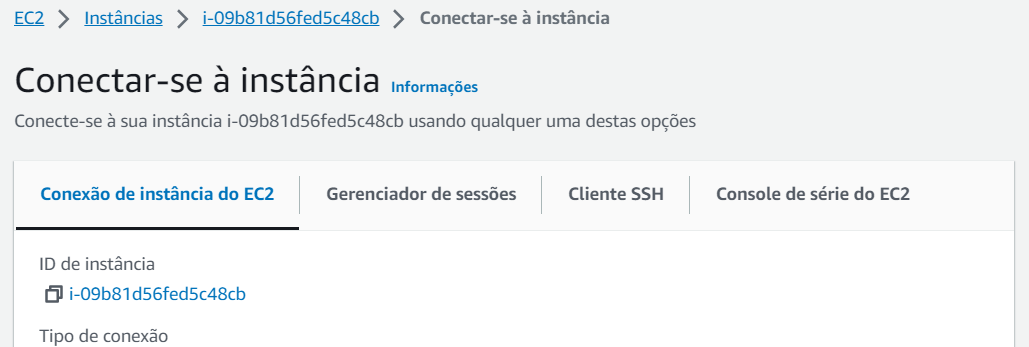 EC2 > Instâncias > i-09b81d56fed5c48cb > Conectar-se à instância
Conectar-se à instância Informações
Conecte-se à sua instância i-09b81d56fed5c48cb usando qualquer uma destas opções
Conexão de instância do EC2 Gerenciador de sessões Cliente SSH Console de série do EC2
ID de instância
i-09b81d56fed5c48cb
Tipo de conexão